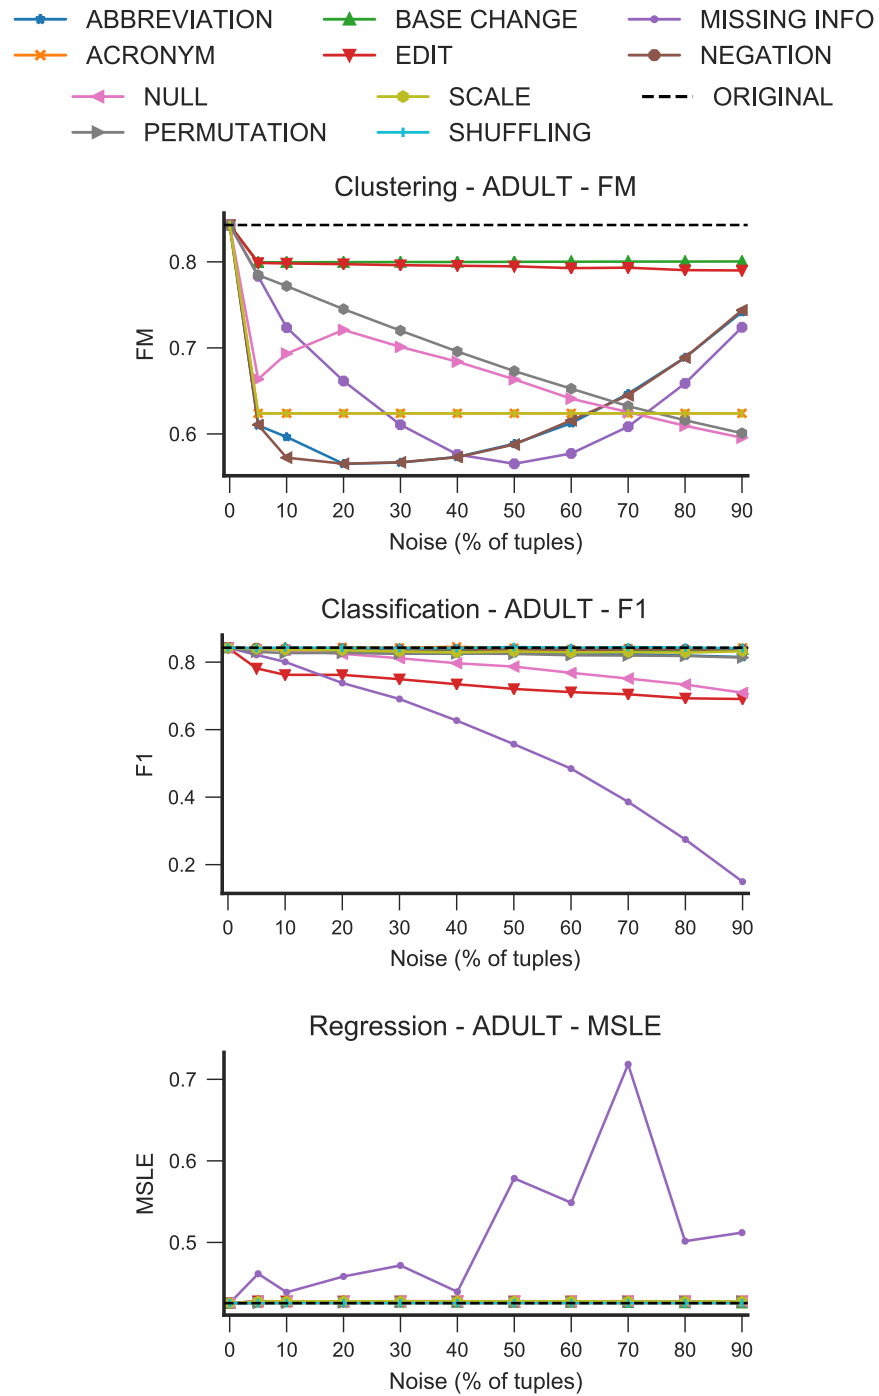 ABBREVIATION BASE CHANGE MISSING INFO
ACRONYM EDIT NEGATION
NULL SCALE ORIGINAL
PERMUTATION SHUFFLING
Clustering - ADULT - FM
0.8
0.7
0.6
FM
0 10 20 30 40 50 60 70 80 90
Noise (% of tuples)
Classification - ADULT - F1
0.8
0.6
0.4
0.2
F1
0 10 20 30 40 50 60 70 80 90
Noise (% of tuples)
Regression - ADULT - MSLE
0.7
0.6
0.5
MSLE
0 10 20 30 40 50 60 70 80 90
Noise (% of tuples)